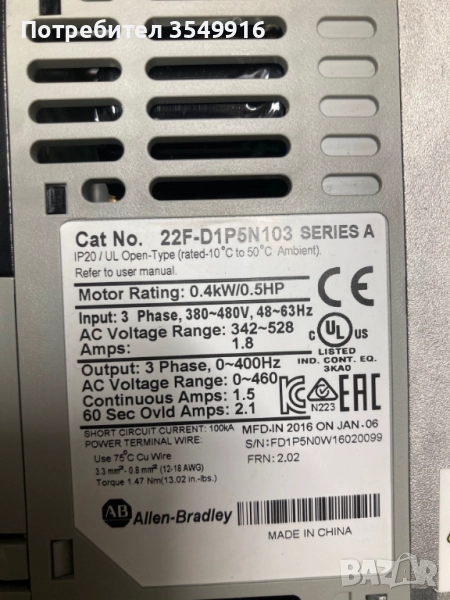 Потребител 3549916
Cat No. 22F-D1P5N103 SERIES A
IP20 / UL Open-Type (rated-10°C to 50°C Ambient).
Refer to user manual.
Motor Rating: 0.4kW/0.5HP
Input: 3 Phase, 380~480V, 48~63Hz
AC Voltage Range: 342~528
Amps: 1.8
Output: 3 Phase, 0~400Hz
AC Voltage Range: 0~460
Continuous Amps: 1.5
60 Sec Ovld Amps: 2.1
CE
C UL US
LISTED
IND. CONT. EQ.
3KA0
N223
EAC
SHORT CIRCUIT CURRENT: 100kA
MFD-IN 2016 ON JAN-06
POWER TERMINAL WIRE:
S/N:FD1P5N0W16020099
Use 75°C Cu Wire
FRN: 2.02
3.3 mm²-0.8 mm² (12-18 AWG)
Torque 1.47 Nm(13.02 in.-lbs.)
AB Allen-Bradley
MADE IN CHINA
BAZAR